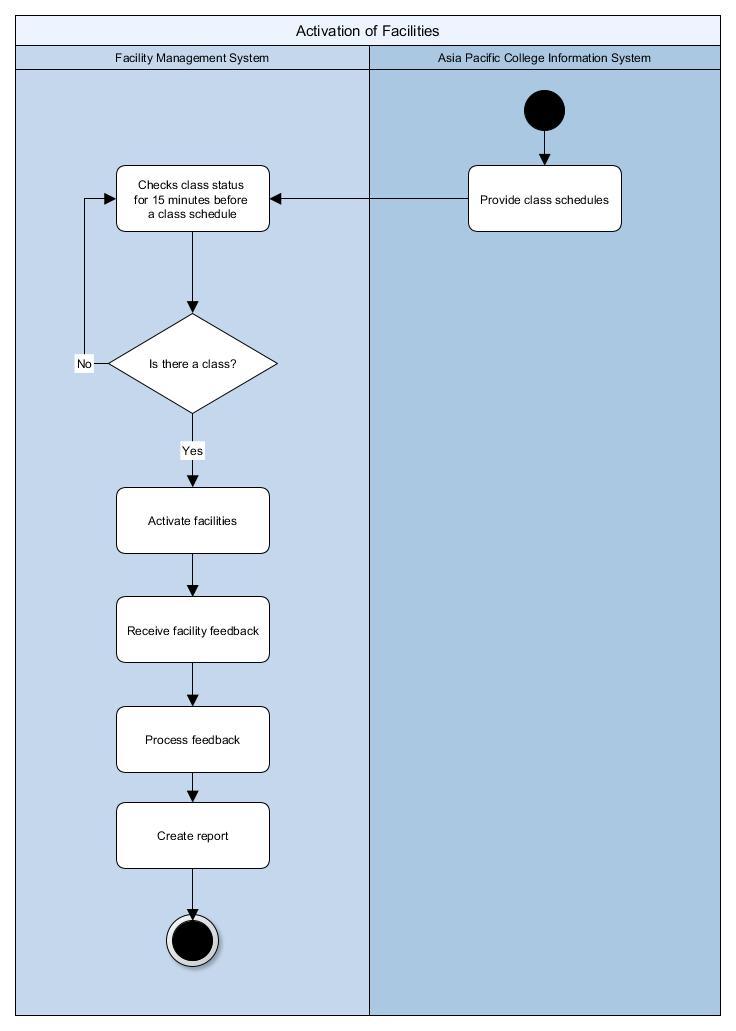 Activation of Facilities
Facility Management System
Asia Pacific College Information System
Checks class status
for 15 minutes before
a class schedule
Provide class schedules
Is there a class?
No
Yes
Activate facilities
Receive facility feedback
Process feedback
Create report